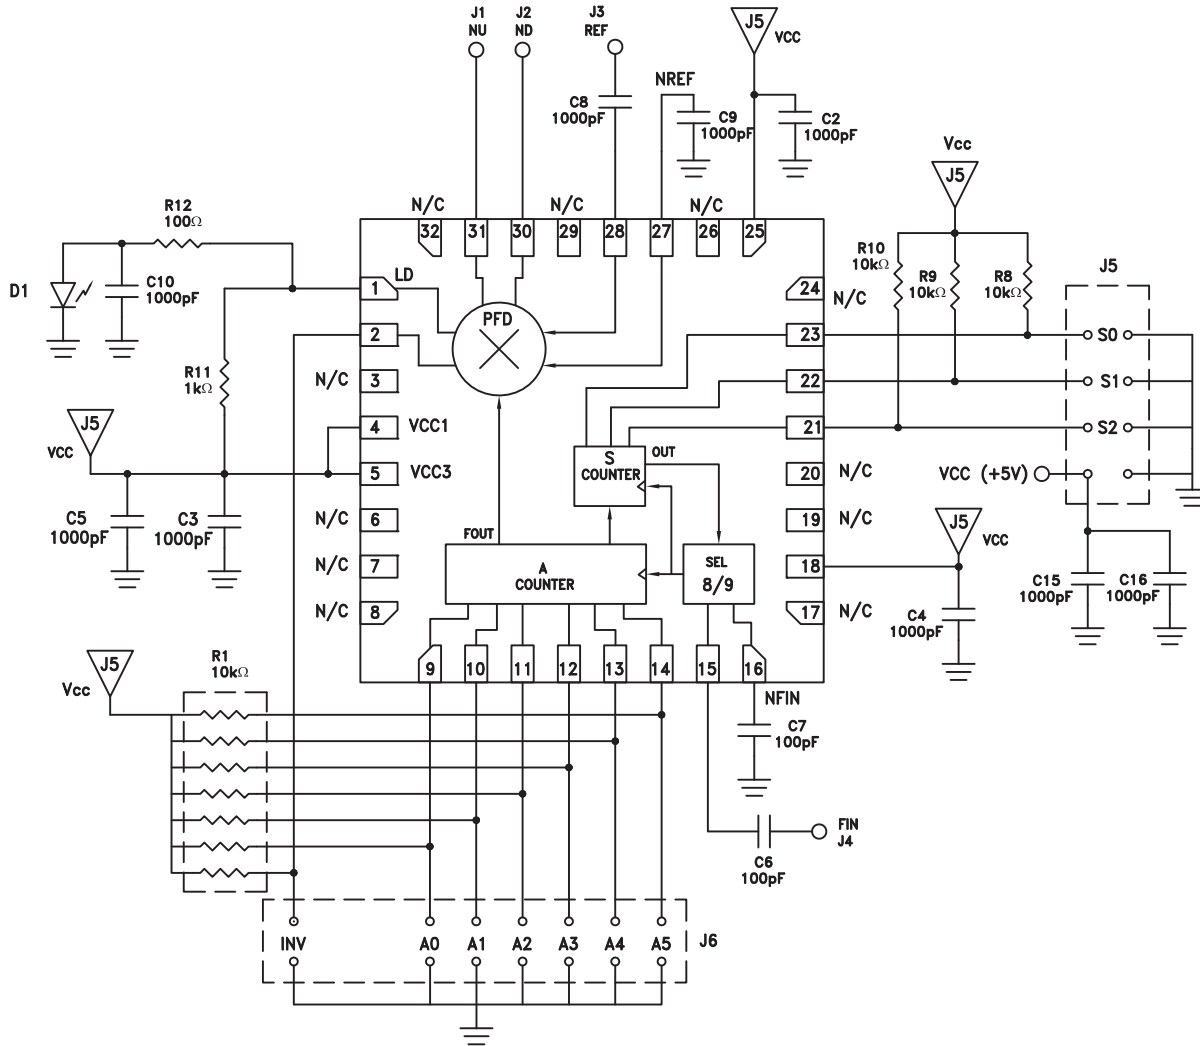 J1
NU
J2
ND
J3
REF
J5
VCC
NREF
C8
1000pF
C9
1000pF
C2
1000pF
Vcc
J5
R12
100Ω
N/C
N/C
N/C
32
31
30
29
28
27
26
25
R10
10kΩ
R9
10kΩ
R8
10kΩ
J5
D1
C10
1000pF
LD
1
PFD
24
N/C
2
23
S0
R11
1kΩ
N/C
3
22
S1
J5
VCC
4
VCC1
21
S2
S
COUNTER
OUT
5
VCC3
20
N/C
VCC (+5V)
C5
1000pF
C3
1000pF
N/C
6
19
N/C
J5
VCC
FOUT
N/C
7
A
COUNTER
SEL
8/9
18
C15
1000pF
C16
1000pF
N/C
8
17
N/C
C4
1000pF
J5
Vcc
R1
10kΩ
9
10
11
12
13
14
15
16
NFIN
C7
100pF
FIN
J4
C6
100pF
INV
A0
A1
A2
A3
A4
A5
J6